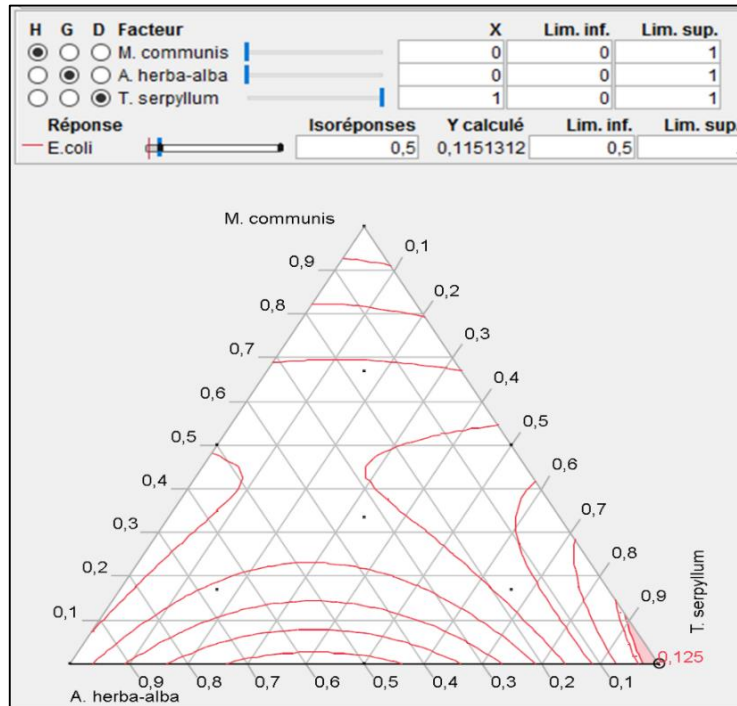 H G D Facteur X Lim. inf. Lim. sup.
M. communis 0 0 1
A. herba-alba 0 0 1
T. serpyllum 1 0 1
Réponse Isoréponses Y calculé Lim. inf. Lim. sup.
E.coli 0,5 0,1151312 0,5
M. communis
0,1
0,9
0,2
0,8
0,3
0,7
0,4
0,6
0,5
0,5
0,6
0,4
0,7
0,3
0,8
0,2
0,9
0,1
T. serpyllum
0,125
0,9 0,8 0,7 0,6 0,5 0,4 0,3 0,2 0,1
A. herba-alba